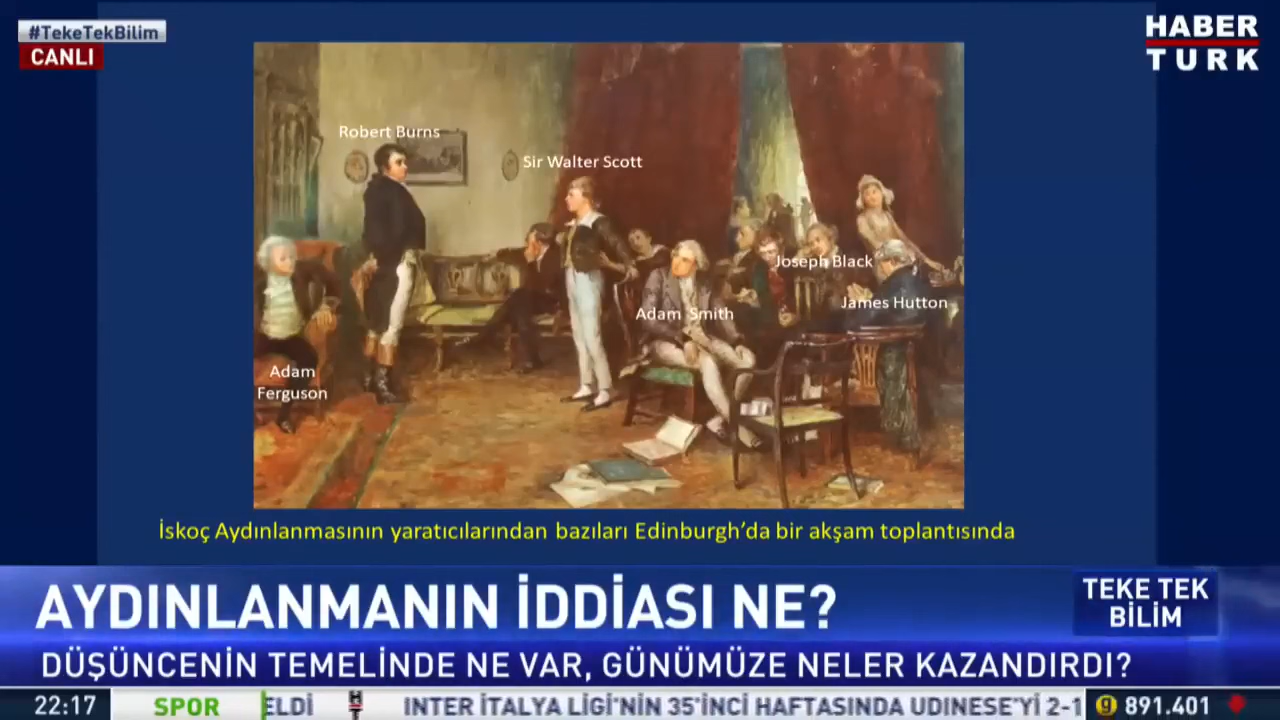 #TekeTekBilim
CANLI
HABER
TURK
Robert Burns
Sir Walter Scott
Joseph Black
James Hutton
Adam Smith
Adam
Ferguson
İskoç Aydınlanmasının yaratıcılarından bazıları Edinburgh'da bir akşam toplantısında
AYDINLANMANIN İDDİASI NE?
TEKE TEK
BİLİM
DÜŞÜNCENİN TEMELİNDE NE VAR, GÜNÜMÜZE NELER KAZANDIRDI?
22:17 SPOR ELDİ INTER İTALYA LİGİ'NİN 35'İNCİ HAFTASINDA UDINESE'Yİ 2-1 891.401